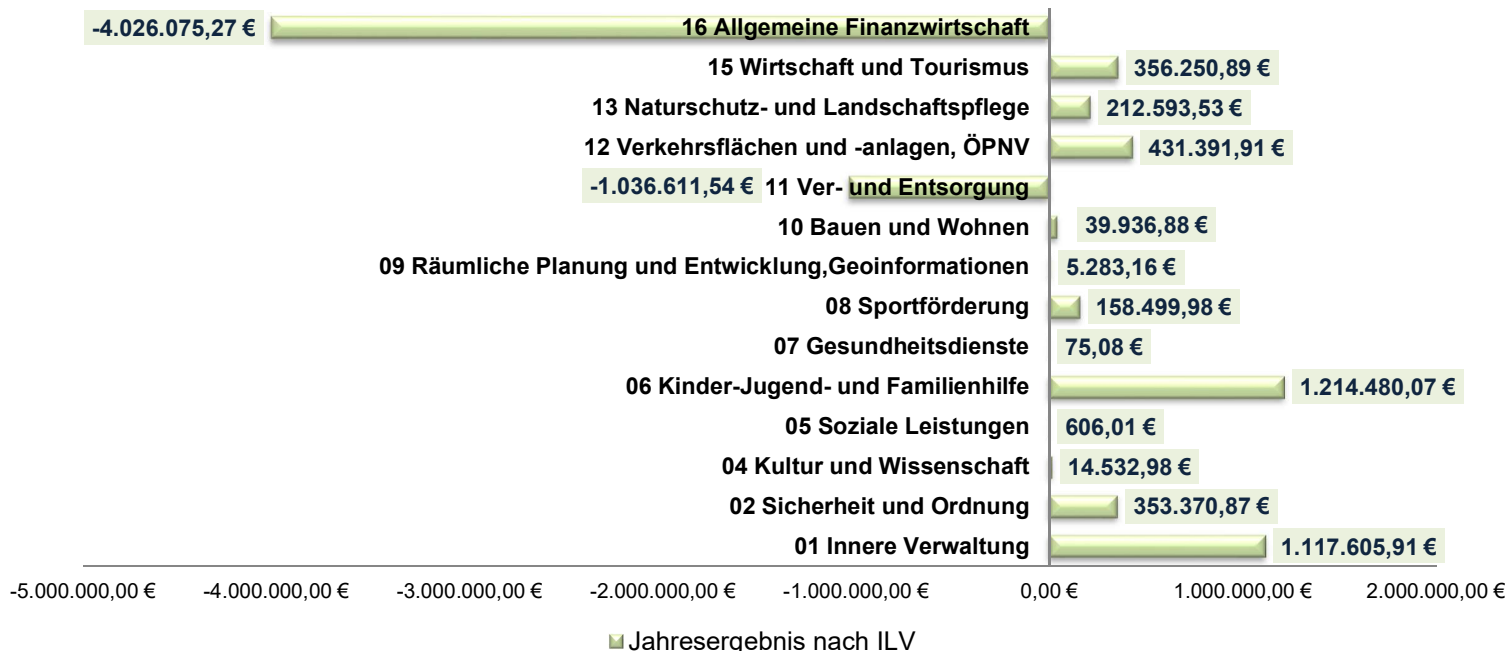 -4.026.075,27 € 16 Allgemeine Finanzwirtschaft
15 Wirtschaft und Tourismus 356.250,89 €
13 Naturschutz- und Landschaftspflege 212.593,53 €
12 Verkehrsflächen und -anlagen, ÖPNV 431.391,91 €
-1.036.611,54 € 11 Ver- und Entsorgung
10 Bauen und Wohnen 39.936,88 €
09 Räumliche Planung und Entwicklung,Geoinformationen 5.283,16 €
08 Sportförderung 158.499,98 €
07 Gesundheitsdienste 75,08 €
06 Kinder-Jugend- und Familienhilfe 1.214.480,07 €
05 Soziale Leistungen 606,01 €
04 Kultur und Wissenschaft 14.532,98 €
02 Sicherheit und Ordnung 353.370,87 €
01 Innere Verwaltung 1.117.605,91 €
-5.000.000,00 € -4.000.000,00 € -3.000.000,00 € -2.000.000,00 € -1.000.000,00 € 0,00 € 1.000.000,00 € 2.000.000,00 €
Jahresergebnis nach ILV